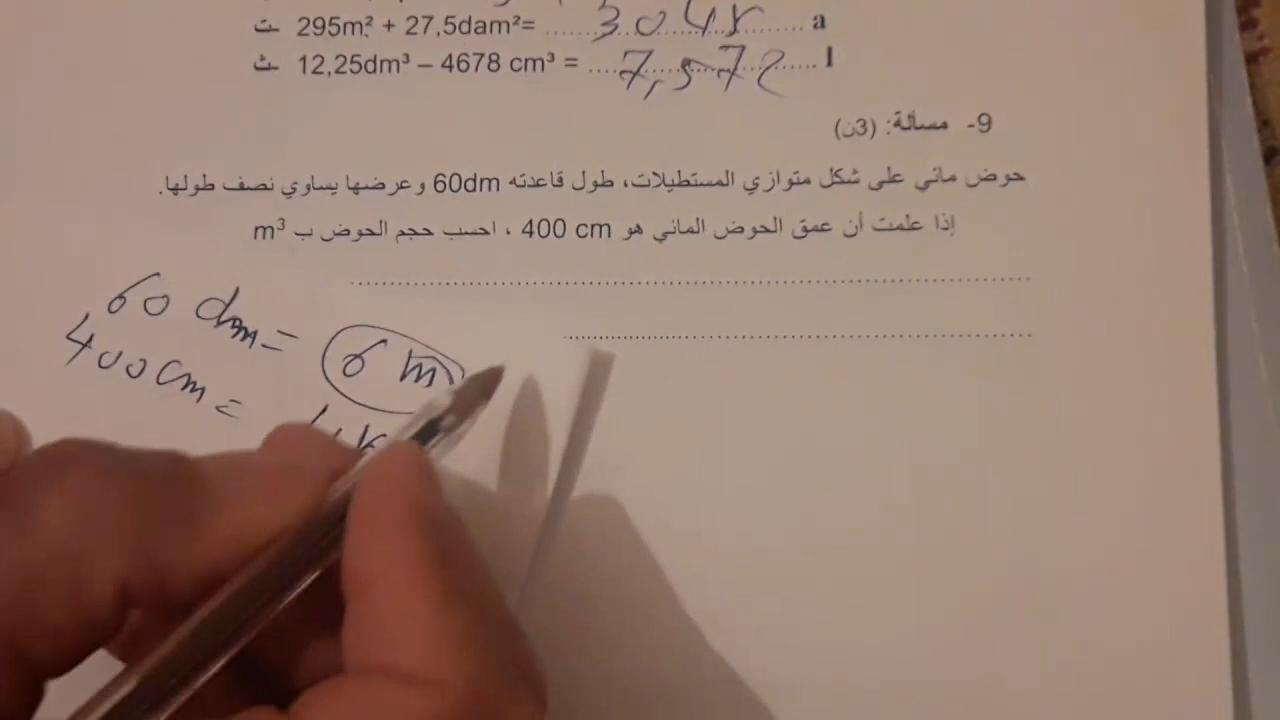 ت- 295m² + 27,5dam²= ............ 3045 ............ a
ث- 12,25dm³ – 4678 cm³ = ............ 7,572 ............ l
9- مسألة: (3ن)
حوض مائي على شكل متوازي المستطيلات، طول قاعدته 60dm وعرضها يساوي نصف طولها.
إذا علمت أن عمق الحوض المائي هو 400 cm ، احسب حجم الحوض ب m³
60 dm = 6 m
400 cm =